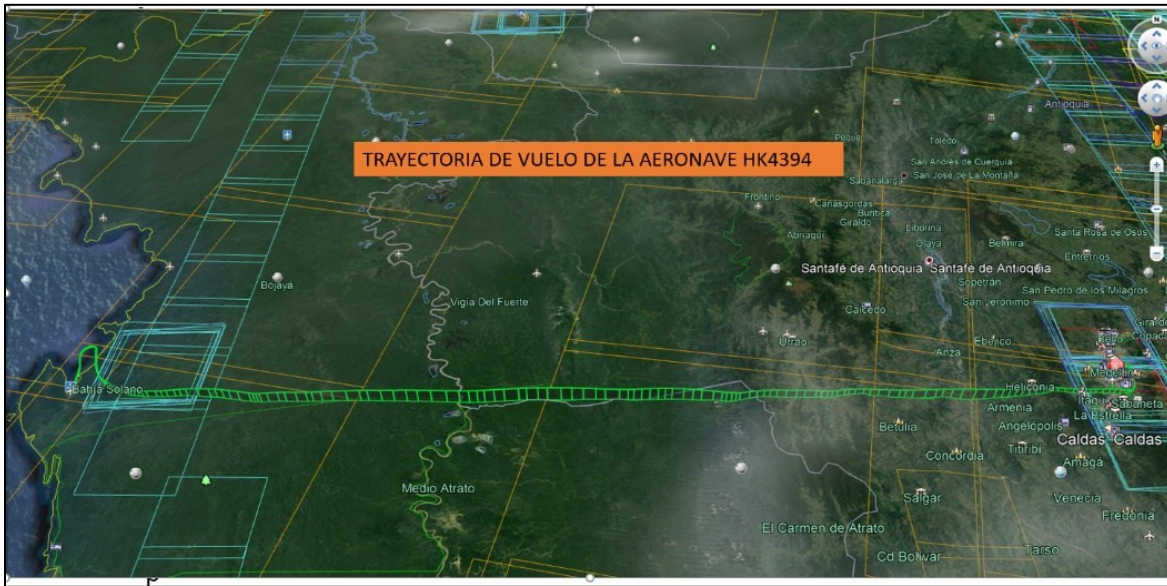 TRAYECTORIA DE VUELO DE LA AERONAVE HK4394
N
Antioquia
Peque
Toledo
San Andrés de Cuerquia
San José de La Montaña
Sabanalarga
Frontino
Cañasgordas
Buriticá
Giraldo
Abriaquí
Liborina
Olaya
Belmira
Santa Rosa de Osos
Entrerríos
Santafé de Antioquia Santafé de Antioquia
Sopetrán
San Pedro de los Milagros
San Jerónimo
Bojaya
Vigía Del Fuerte
Caicedo
Urrao
Anza
Ebéjico
Bello
Medellín
Bahía Solano
Heliconia
Itagüí
Sabaneta
Armenia
La Estrella
Betulia
Angelópolis
Caldas Caldas
Concordia
Titiribí
Amagá
Medio Atrato
Salgar
Venecia
Fredonia
El Carmen de Atrato
Cd Bolívar
Tarso